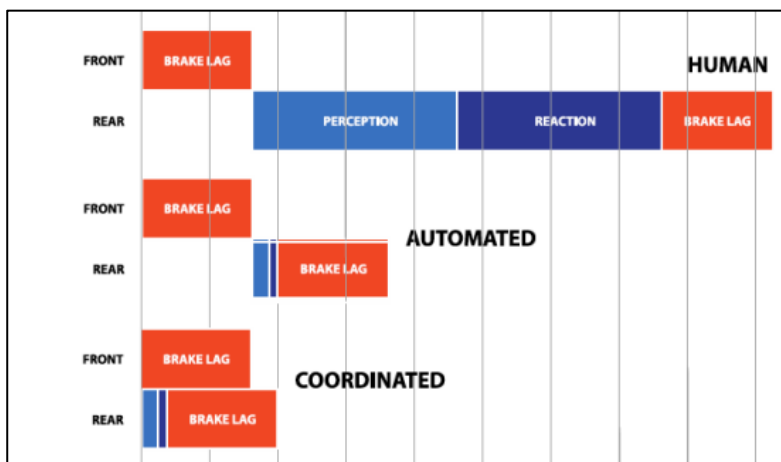 FRONT BRAKE LAG HUMAN
REAR PERCEPTION REACTION BRAKE LAG
FRONT BRAKE LAG
AUTOMATED
REAR BRAKE LAG
FRONT BRAKE LAG
COORDINATED
REAR BRAKE LAG